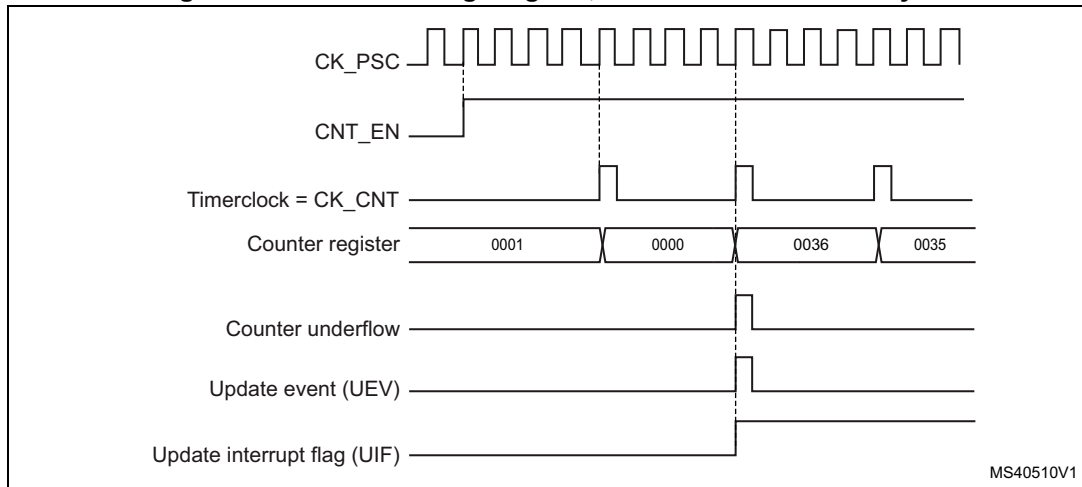 CK_PSC
CNT_EN
Timerclock = CK_CNT
Counter register 0001 0000 0036 0035
Counter underflow
Update event (UEV)
Update interrupt flag (UIF)
MS40510V1